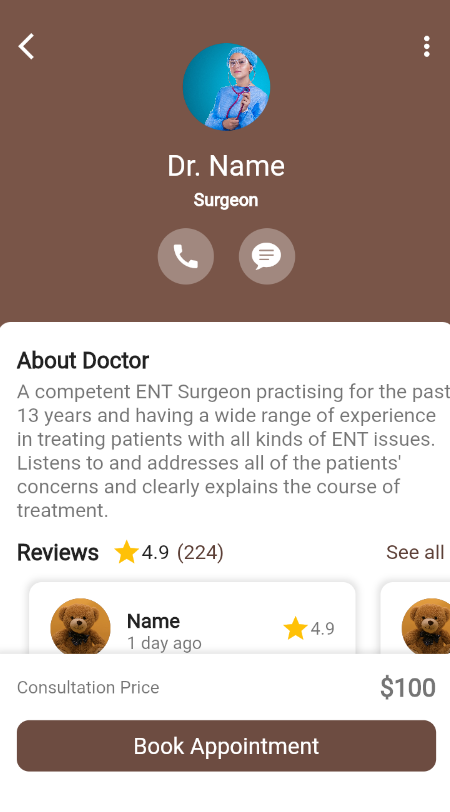 Dr. Name
Surgeon
About Doctor
A competent ENT Surgeon practising for the past
13 years and having a wide range of experience
in treating patients with all kinds of ENT issues.
Listens to and addresses all of the patients'
concerns and clearly explains the course of
treatment.
Reviews 4.9 (224) See all
Name 4.9
1 day ago
Consultation Price $100
Book Appointment